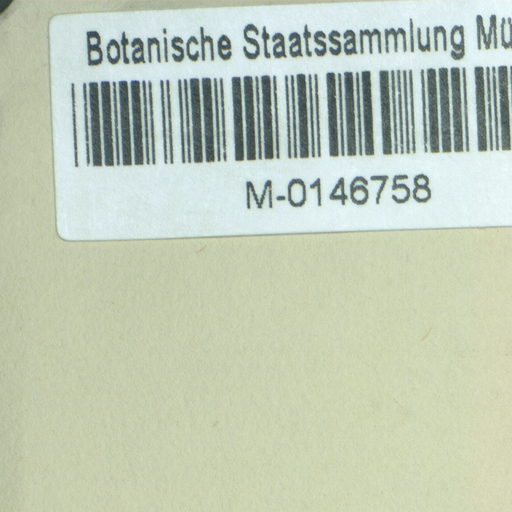 Botanische Staatssammlung Mü
M-0146758